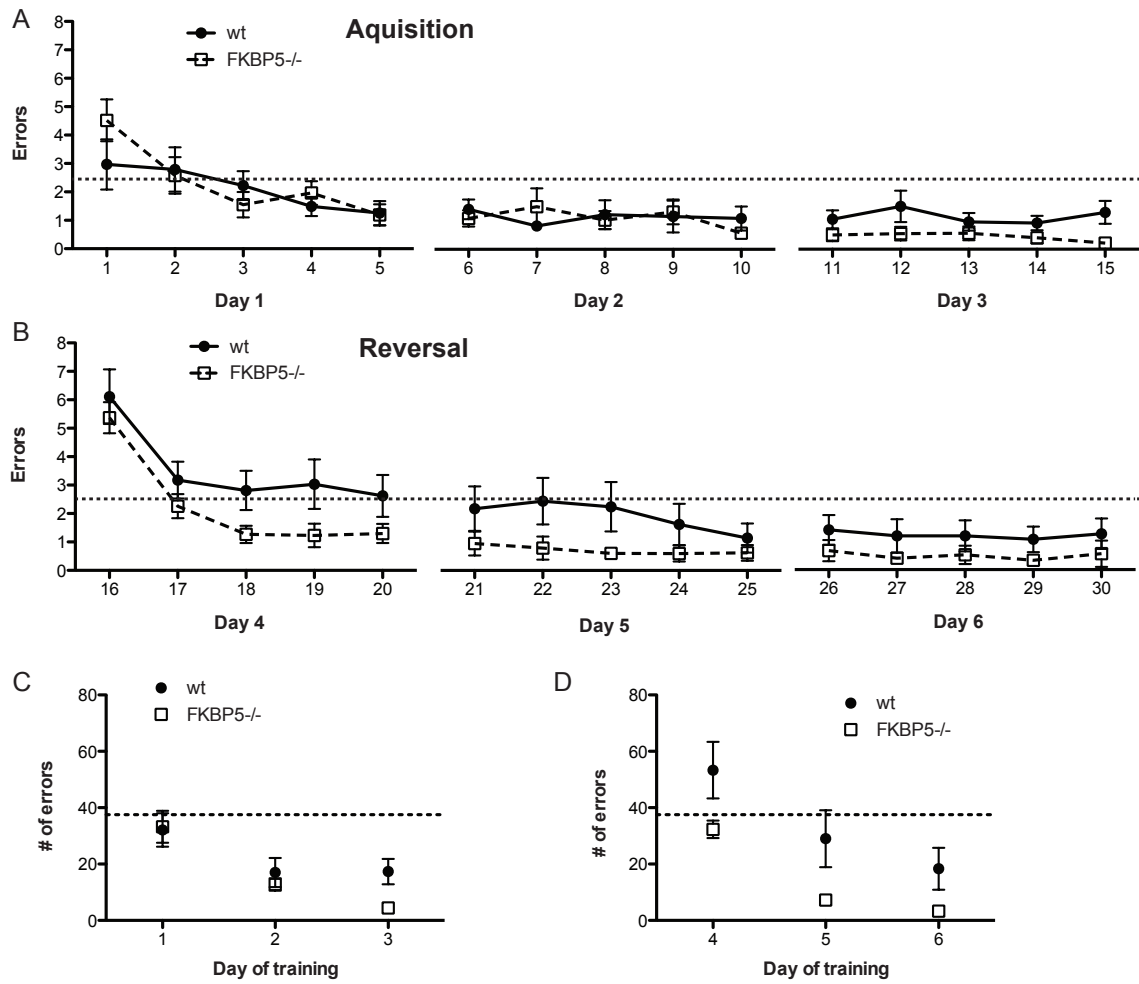 A
Aquisition
wt
FKBP5-/-
Errors
8
7
6
5
4
3
2
1
0
1 2 3 4 5 6 7 8 9 10 11 12 13 14 15
Day 1 Day 2 Day 3
B
Reversal
wt
FKBP5-/-
Errors
8
7
6
5
4
3
2
1
0
16 17 18 19 20 21 22 23 24 25 26 27 28 29 30
Day 4 Day 5 Day 6
C
wt
FKBP5-/-
# of errors
80
60
40
20
0
1 2 3
Day of training
D
wt
FKBP5-/-
# of errors
80
60
40
20
0
4 5 6
Day of training